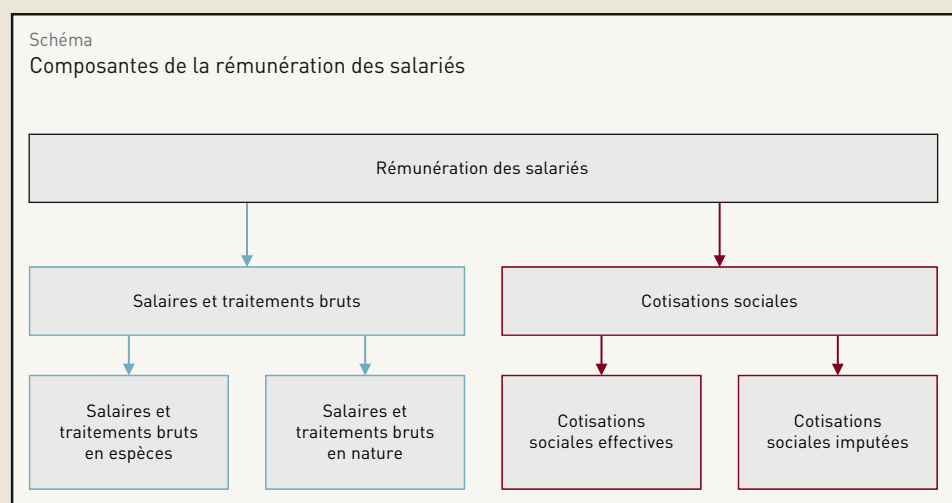 Schéma
Composantes de la rémunération des salariés
Rémunération des salariés
Salaires et traitements bruts
Cotisations sociales
Salaires et
traitements bruts
en espèces
Salaires et
traitements bruts
en nature
Cotisations
sociales effectives
Cotisations
sociales imputées